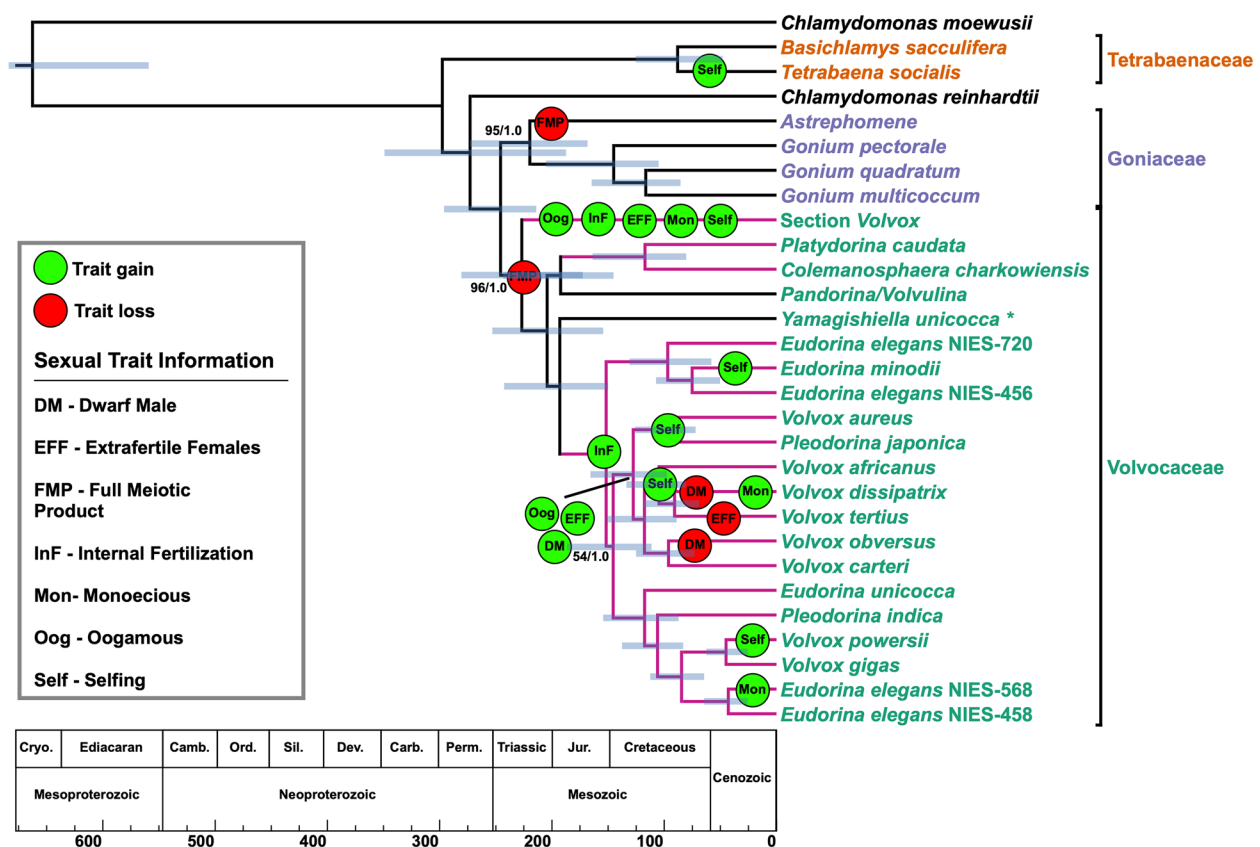 Chlamydomonas moewusii
Basichlamys sacculifera
Tetrabaenaceae
Self
Tetrabaena socialis
Chlamydomonas reinhardtii
95/1.0
FMP
Astrephomene
Gonium pectorale
Goniaceae
Gonium quadratum
Gonium multicoccum
Oog InF EFF Mon Self
Section Volvox
Platydorina caudata
Colemanosphaera charkowiensis
FMP
96/1.0
Pandorina/Volvulina
Yamagishiella unicocca *
Eudorina elegans NIES-720
Self
Eudorina minodii
Eudorina elegans NIES-456
Volvox aureus
Self
Pleodorina japonica
InF
Volvox africanus
Volvocaceae
Self
DM
Mon
Volvox dissipatrix
Oog
EFF
EFF
Volvox tertius
DM
54/1.0
DM
Volvox obversus
Volvox carteri
Eudorina unicocca
Pleodorina indica
Self
Volvox powersii
Volvox gigas
Mon
Eudorina elegans NIES-568
Eudorina elegans NIES-458
Trait gain
Trait loss
Sexual Trait Information
DM - Dwarf Male
EFF - Extrafertile Females
FMP - Full Meiotic
Product
InF - Internal Fertilization
Mon- Monoecious
Oog - Oogamous
Self - Selfing
Cryo. Ediacaran Camb. Ord. Sil. Dev. Carb. Perm. Triassic Jur. Cretaceous
Cenozoic
Mesoproterozoic Neoproterozoic Mesozoic
600 500 400 300 200 100 0